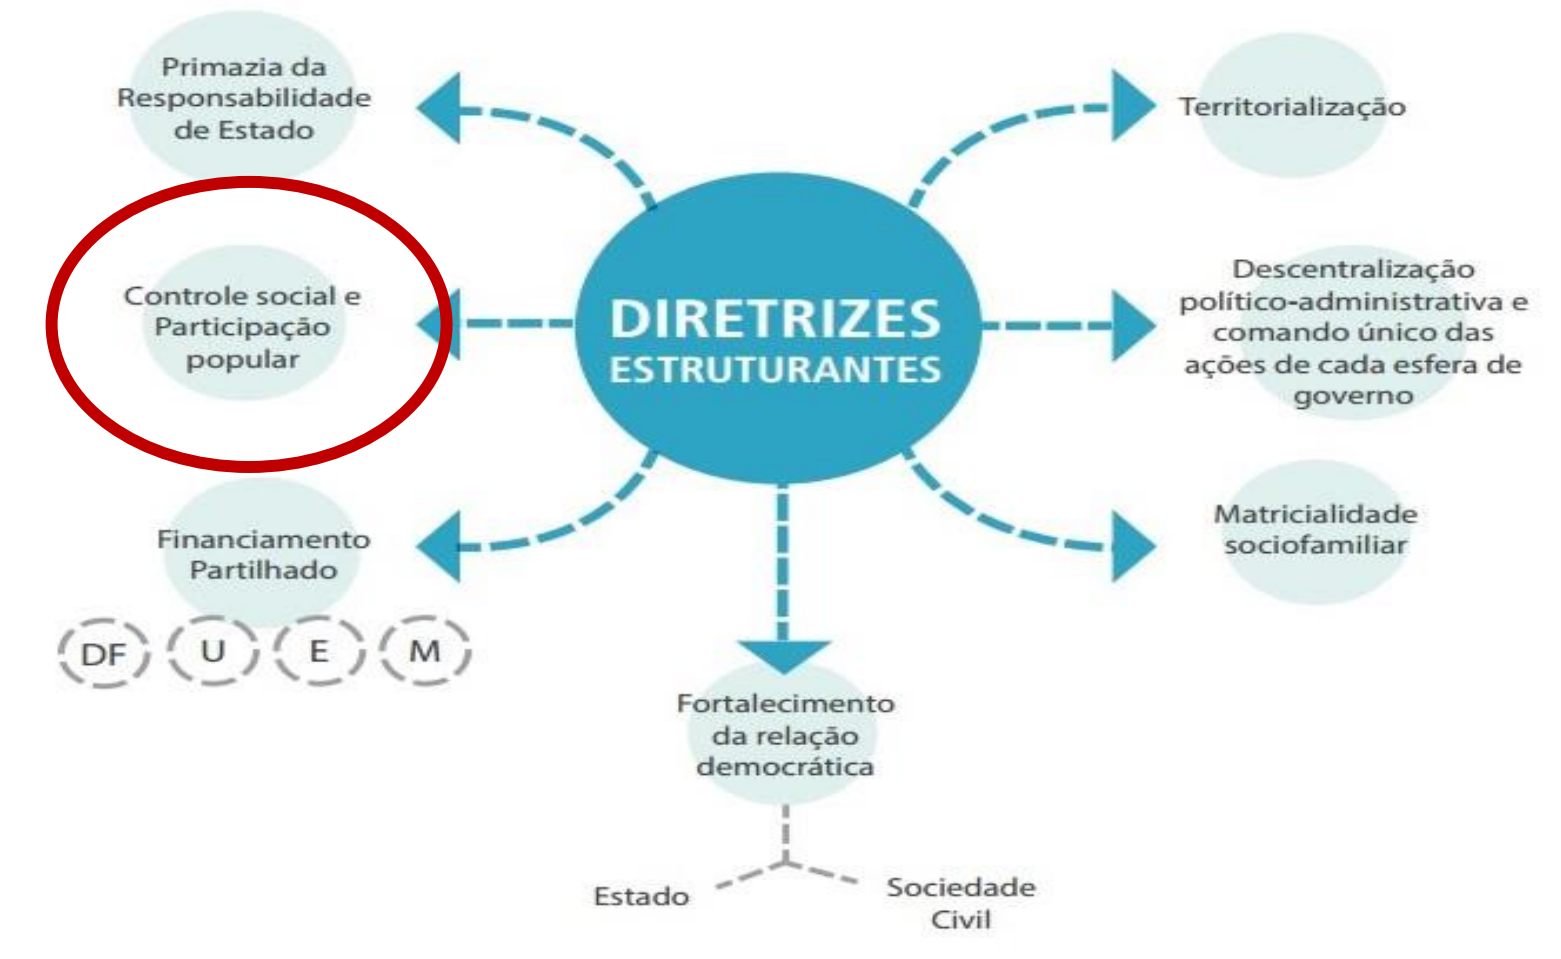 Primazia da
Responsabilidade
de Estado
Territorialização
Controle social e
Participação
popular
DIRETRIZES
ESTRUTURANTES
Descentralização
político-administrativa e
comando único das
ações de cada esfera de
governo
Financiamento
Partilhado
DF U E M
Matricialidade
sociofamiliar
Fortalecimento
da relação
democrática
Estado
Sociedade
Civil